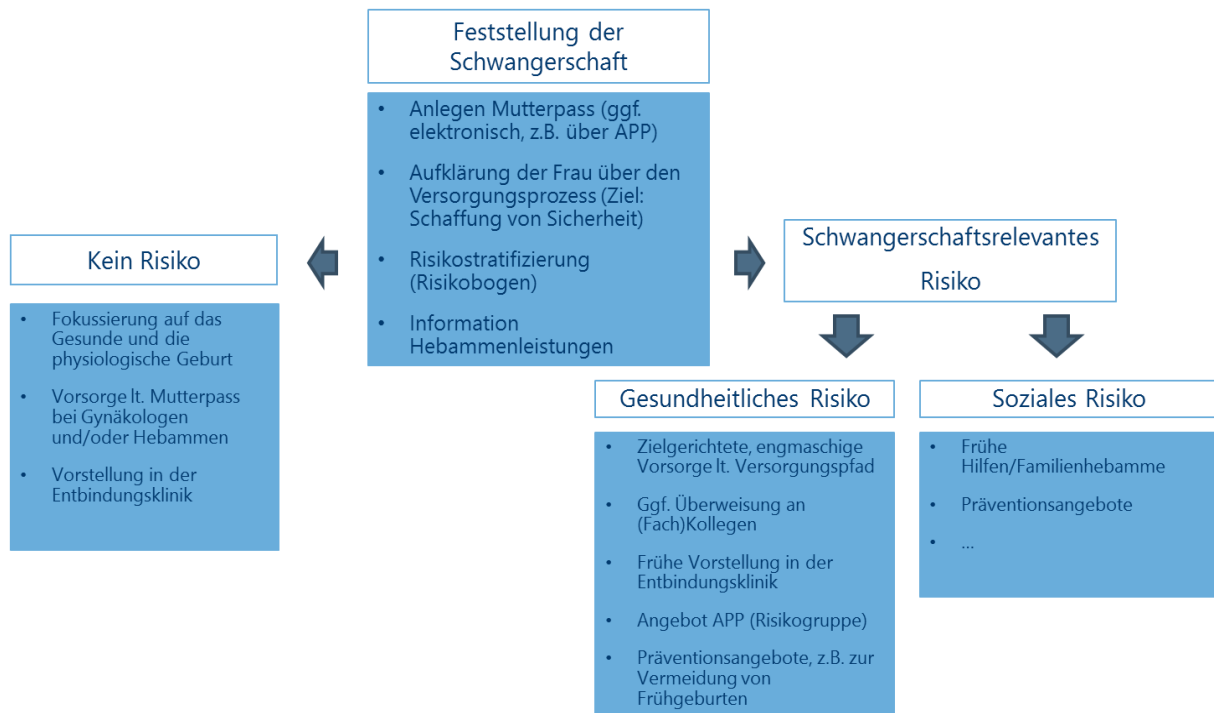 Feststellung der
Schwangerschaft
• Anlegen Mutterpass (ggf.
elektronisch, z.B. über APP)
• Aufklärung der Frau über den
Versorgungsprozess (Ziel:
Schaffung von Sicherheit)
• Risikostratifizierung
(Risikobogen)
• Information
Hebammenleistungen
Kein Risiko
• Fokussierung auf das
Gesunde und die
physiologische Geburt
• Vorsorge lt. Mutterpass
bei Gynäkologen
und/oder Hebammen
• Vorstellung in der
Entbindungsklinik
Schwangerschaftsrelevantes
Risiko
Gesundheitliches Risiko
• Zielgerichtete, engmaschige
Vorsorge lt. Versorgungspfad
• Ggf. Überweisung an
(Fach)Kollegen
• Frühe Vorstellung in der
Entbindungsklinik
• Angebot APP (Risikogruppe)
• Präventionsangebote, z.B. zur
Vermeidung von
Frühgeburten
Soziales Risiko
• Frühe
Hilfen/Familienhebamme
• Präventionsangebote
• ...